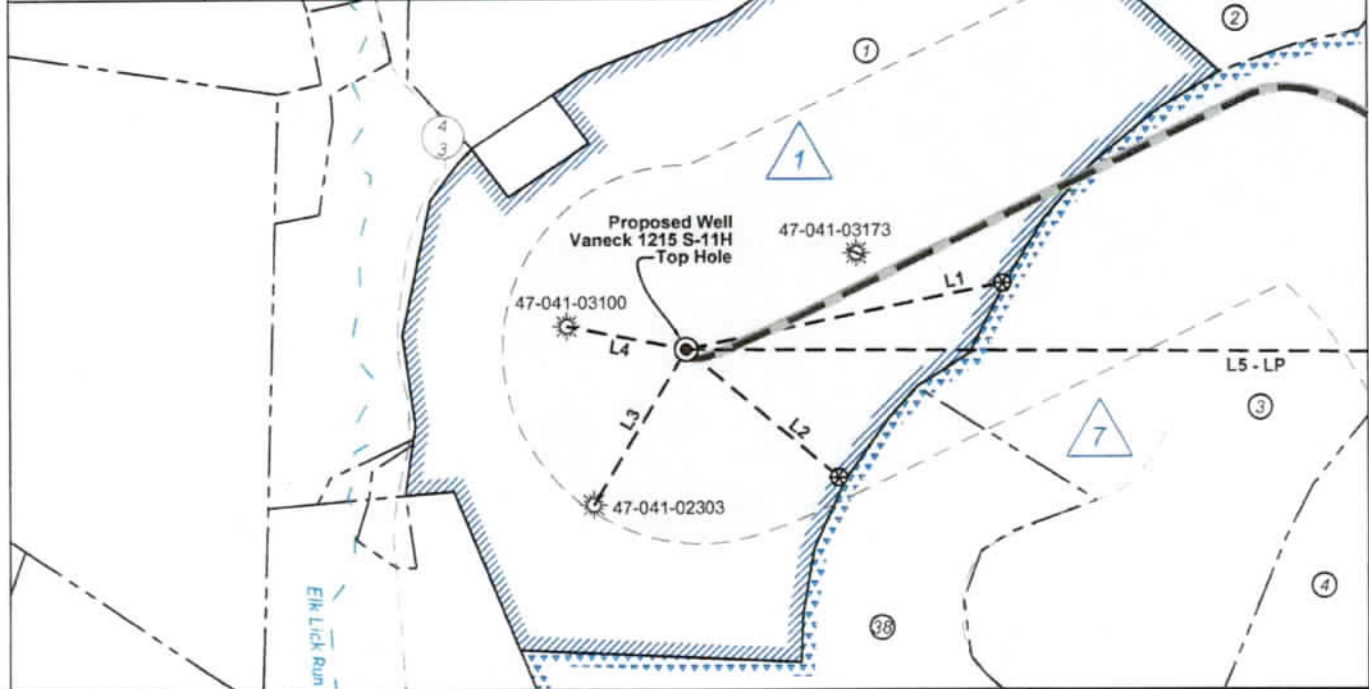 2
1
4
3
1
Proposed Well
Vaneck 1215 S-11H
Top Hole
47-041-03173
L1
47-041-03100
L4
L5 - LP
3
L3
L2
7
47-041-02303
4
Elk Lick Run
38